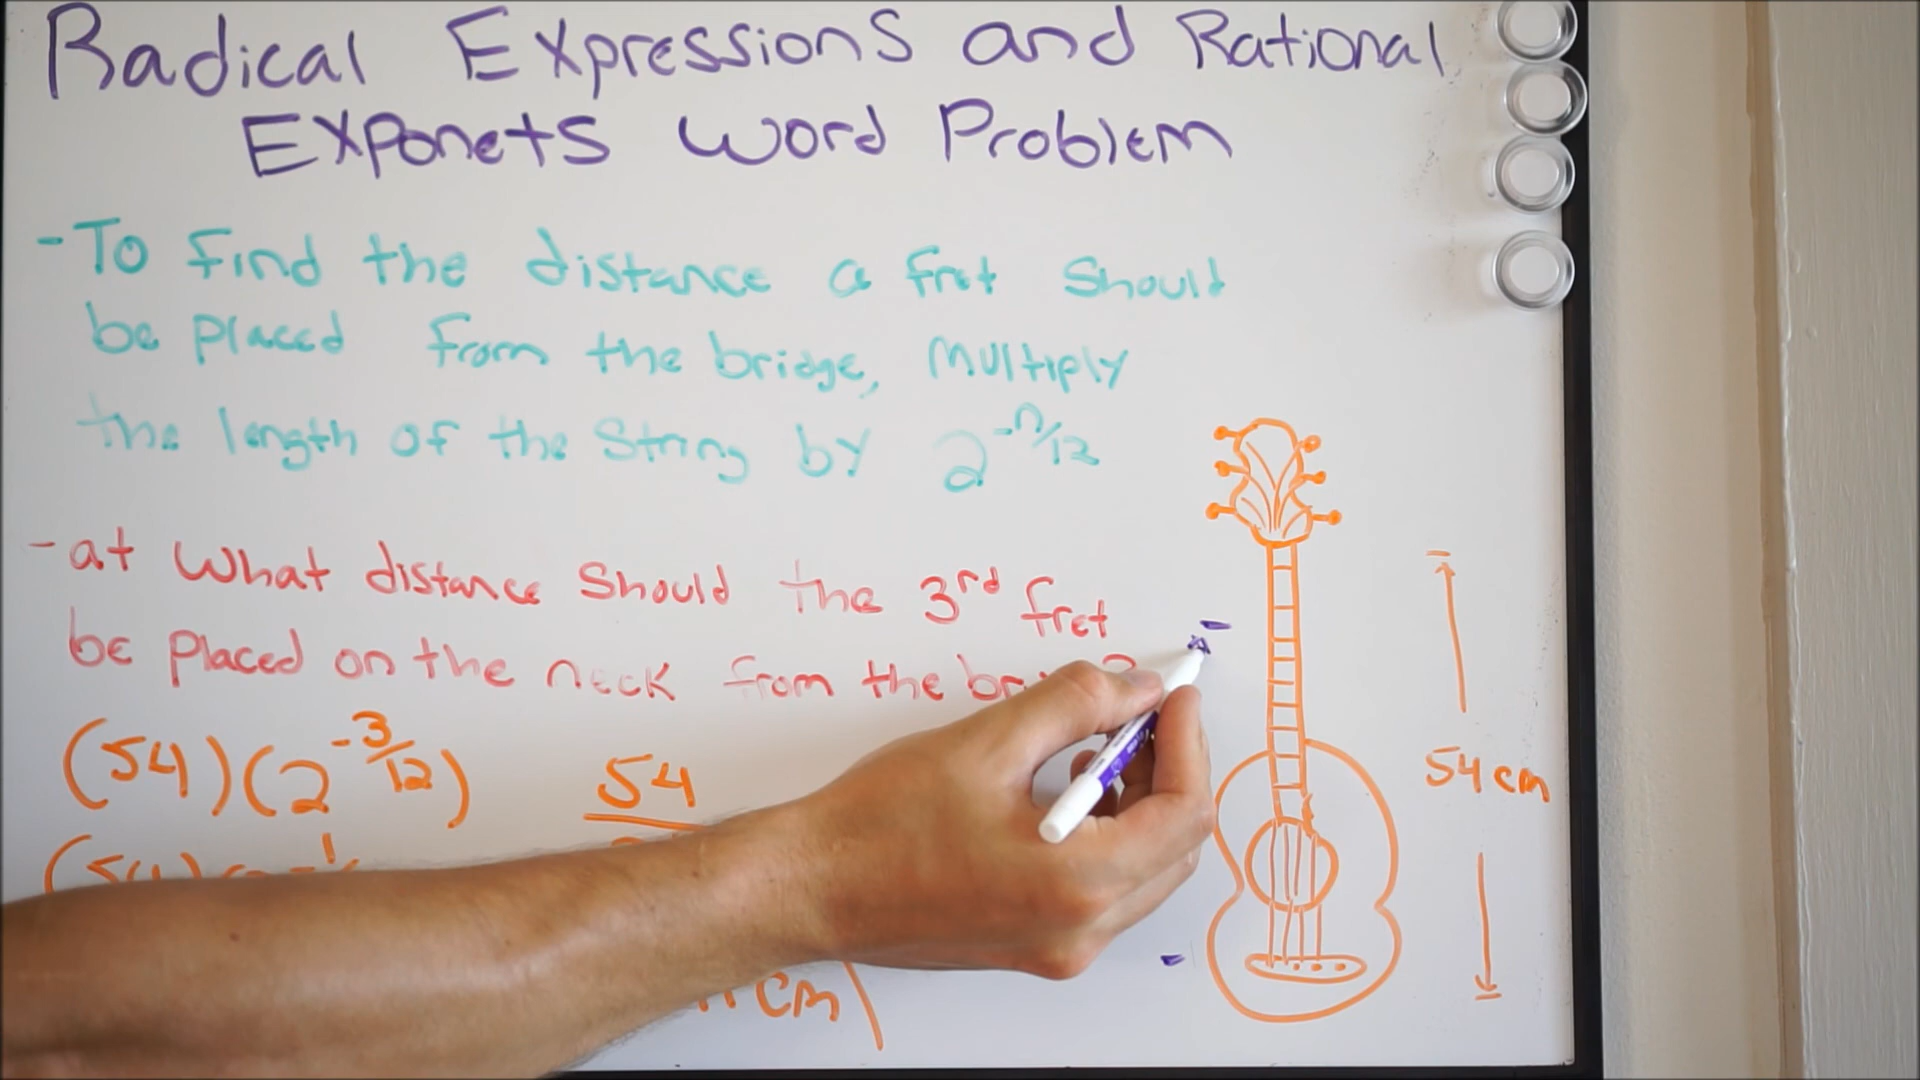 Radical Expressions and Rational
Exponets Word Problem
- To find the distance a fret should
be placed from the bridge, multiply
the length of the string by 2^-n/12
- at what distance should the 3rd fret
be placed on the neck from the
(54)(2^-3/12)
54
54 cm
cm